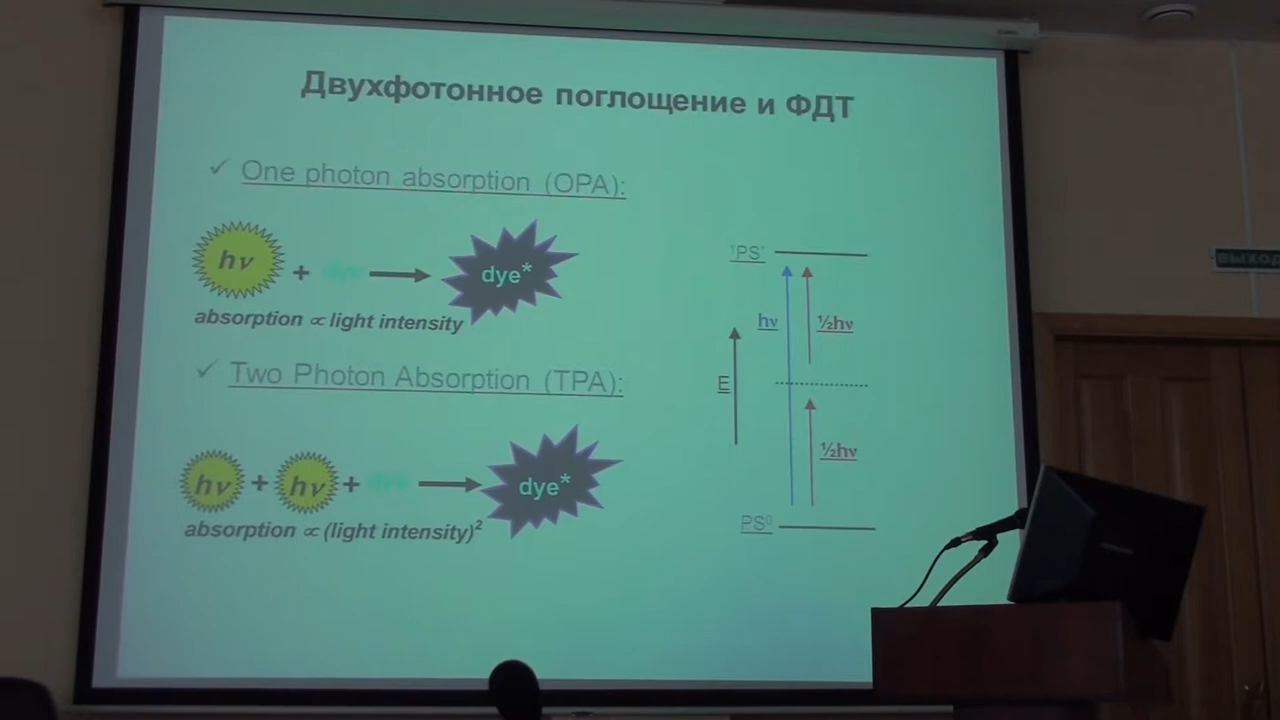 Двухфотонное поглощение и ФДТ
✓ One photon absorption (OPA):
hν + dye → dye*
absorption ∝ light intensity
✓ Two Photon Absorption (TPA):
hν + hν + dye → dye*
absorption ∝ (light intensity)²
¹PS*
hν
½hν
E
½hν
PS⁰
ВЫХОД